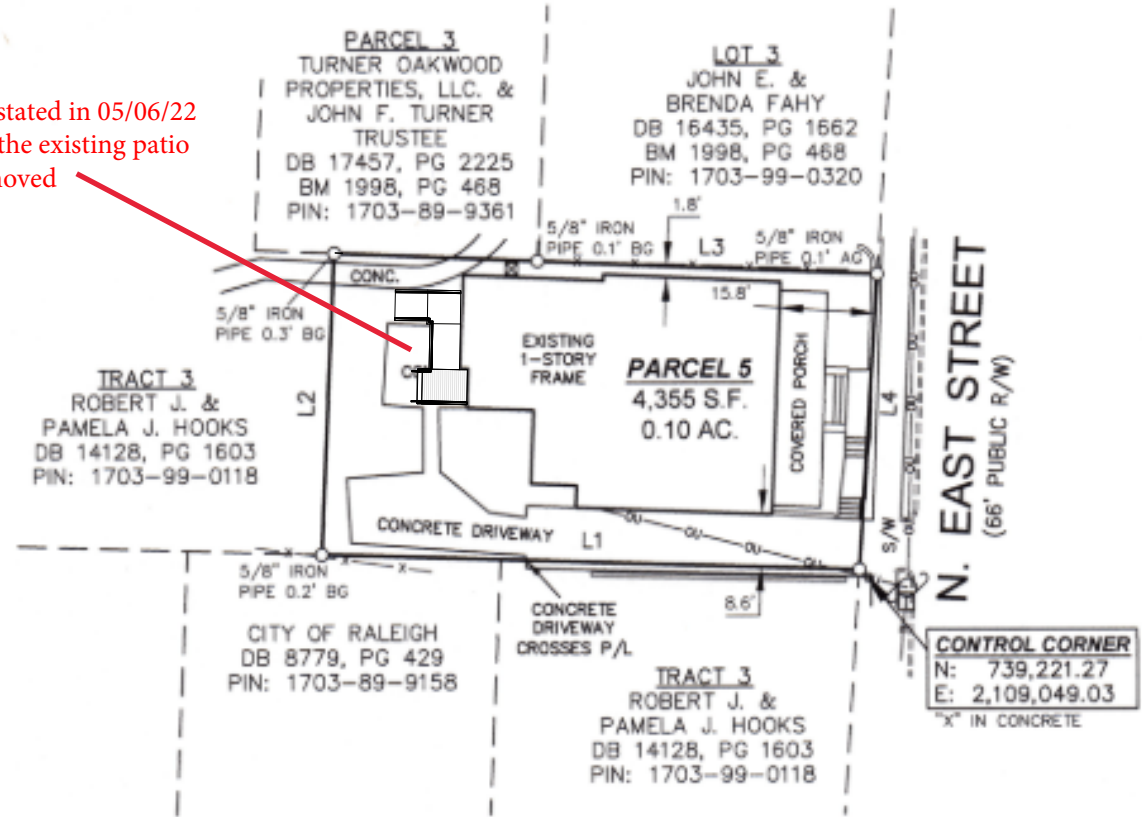 PARCEL 3
TURNER OAKWOOD
PROPERTIES, LLC. &
JOHN F. TURNER
TRUSTEE
DB 17457, PG 2225
BM 1998, PG 468
PIN: 1703-89-9361
LOT 3
JOHN E. &
BRENDA FAHY
DB 16435, PG 1662
BM 1998, PG 468
PIN: 1703-99-0320
stated in 05/06/22
the existing patio
1.8'
5/8" IRON
PIPE 0.1' BG
L3
5/8" IRON
PIPE 0.1' AG
CONC.
5/8" IRON
PIPE 0.3' BG
15.8'
EXISTING
1-STORY
FRAME
PARCEL 5
4,355 S.F.
0.10 AC.
COVERED PORCH
L4
L2
TRACT 3
ROBERT J. &
PAMELA J. HOOKS
DB 14128, PG 1603
PIN: 1703-99-0118
N. EAST STREET
(66' PUBLIC R/W)
S/W
CONCRETE DRIVEWAY
L1
OU OU OU OU
OU OU OU OU
5/8" IRON
PIPE 0.2' BG
8.6'
CONCRETE
DRIVEWAY
CROSSES P/L
CITY OF RALEIGH
DB 8779, PG 429
PIN: 1703-89-9158
TRACT 3
ROBERT J. &
PAMELA J. HOOKS
DB 14128, PG 1603
PIN: 1703-99-0118
CONTROL CORNER
N: 739,221.27
E: 2,109,049.03
"X" IN CONCRETE